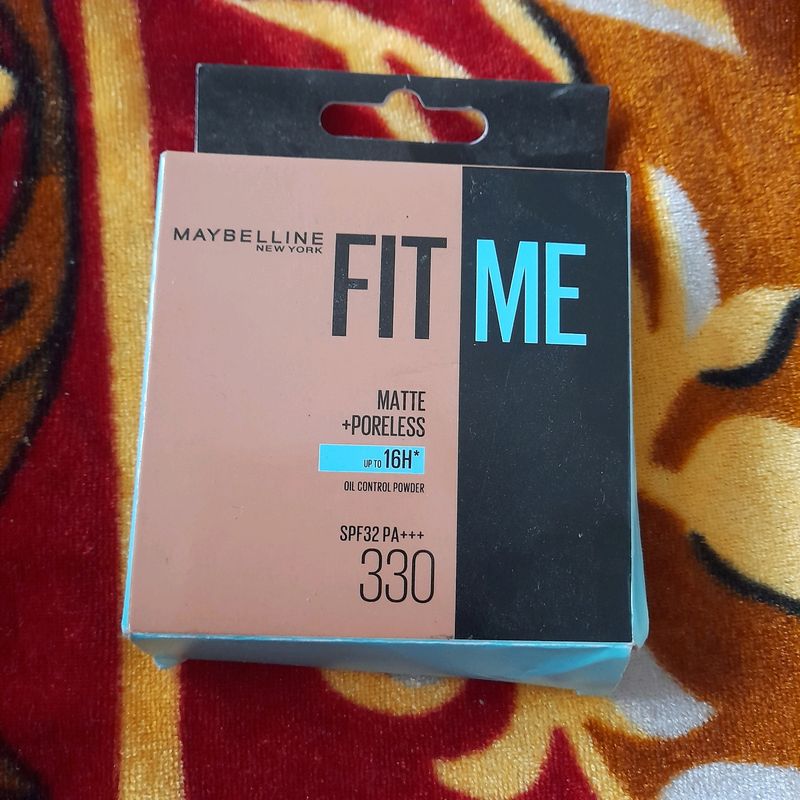 MAYBELLINE
NEW YORK
FIT ME
MATTE
+PORELESS
UP TO 16H*
OIL CONTROL POWDER
SPF32 PA+++
330